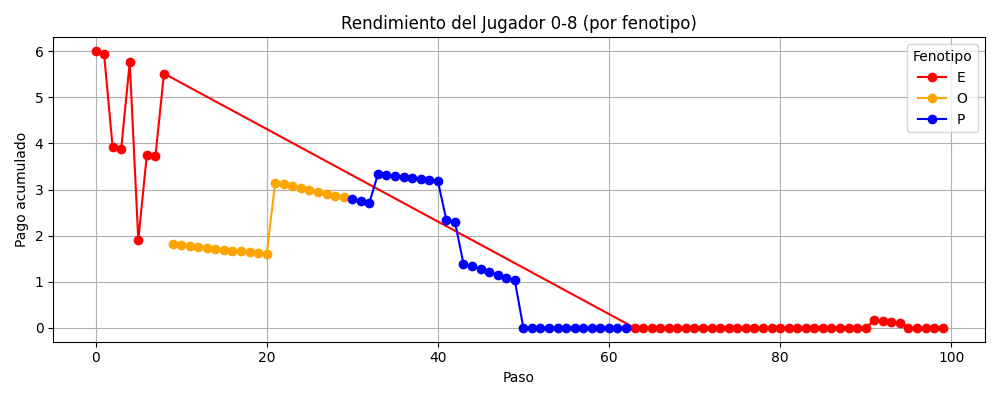 Rendimiento del Jugador 0-8 (por fenotipo)
Pago acumulado
6
5
4
3
2
1
0
Fenotipo
E
O
P
0 20 40 60 80 100
Paso